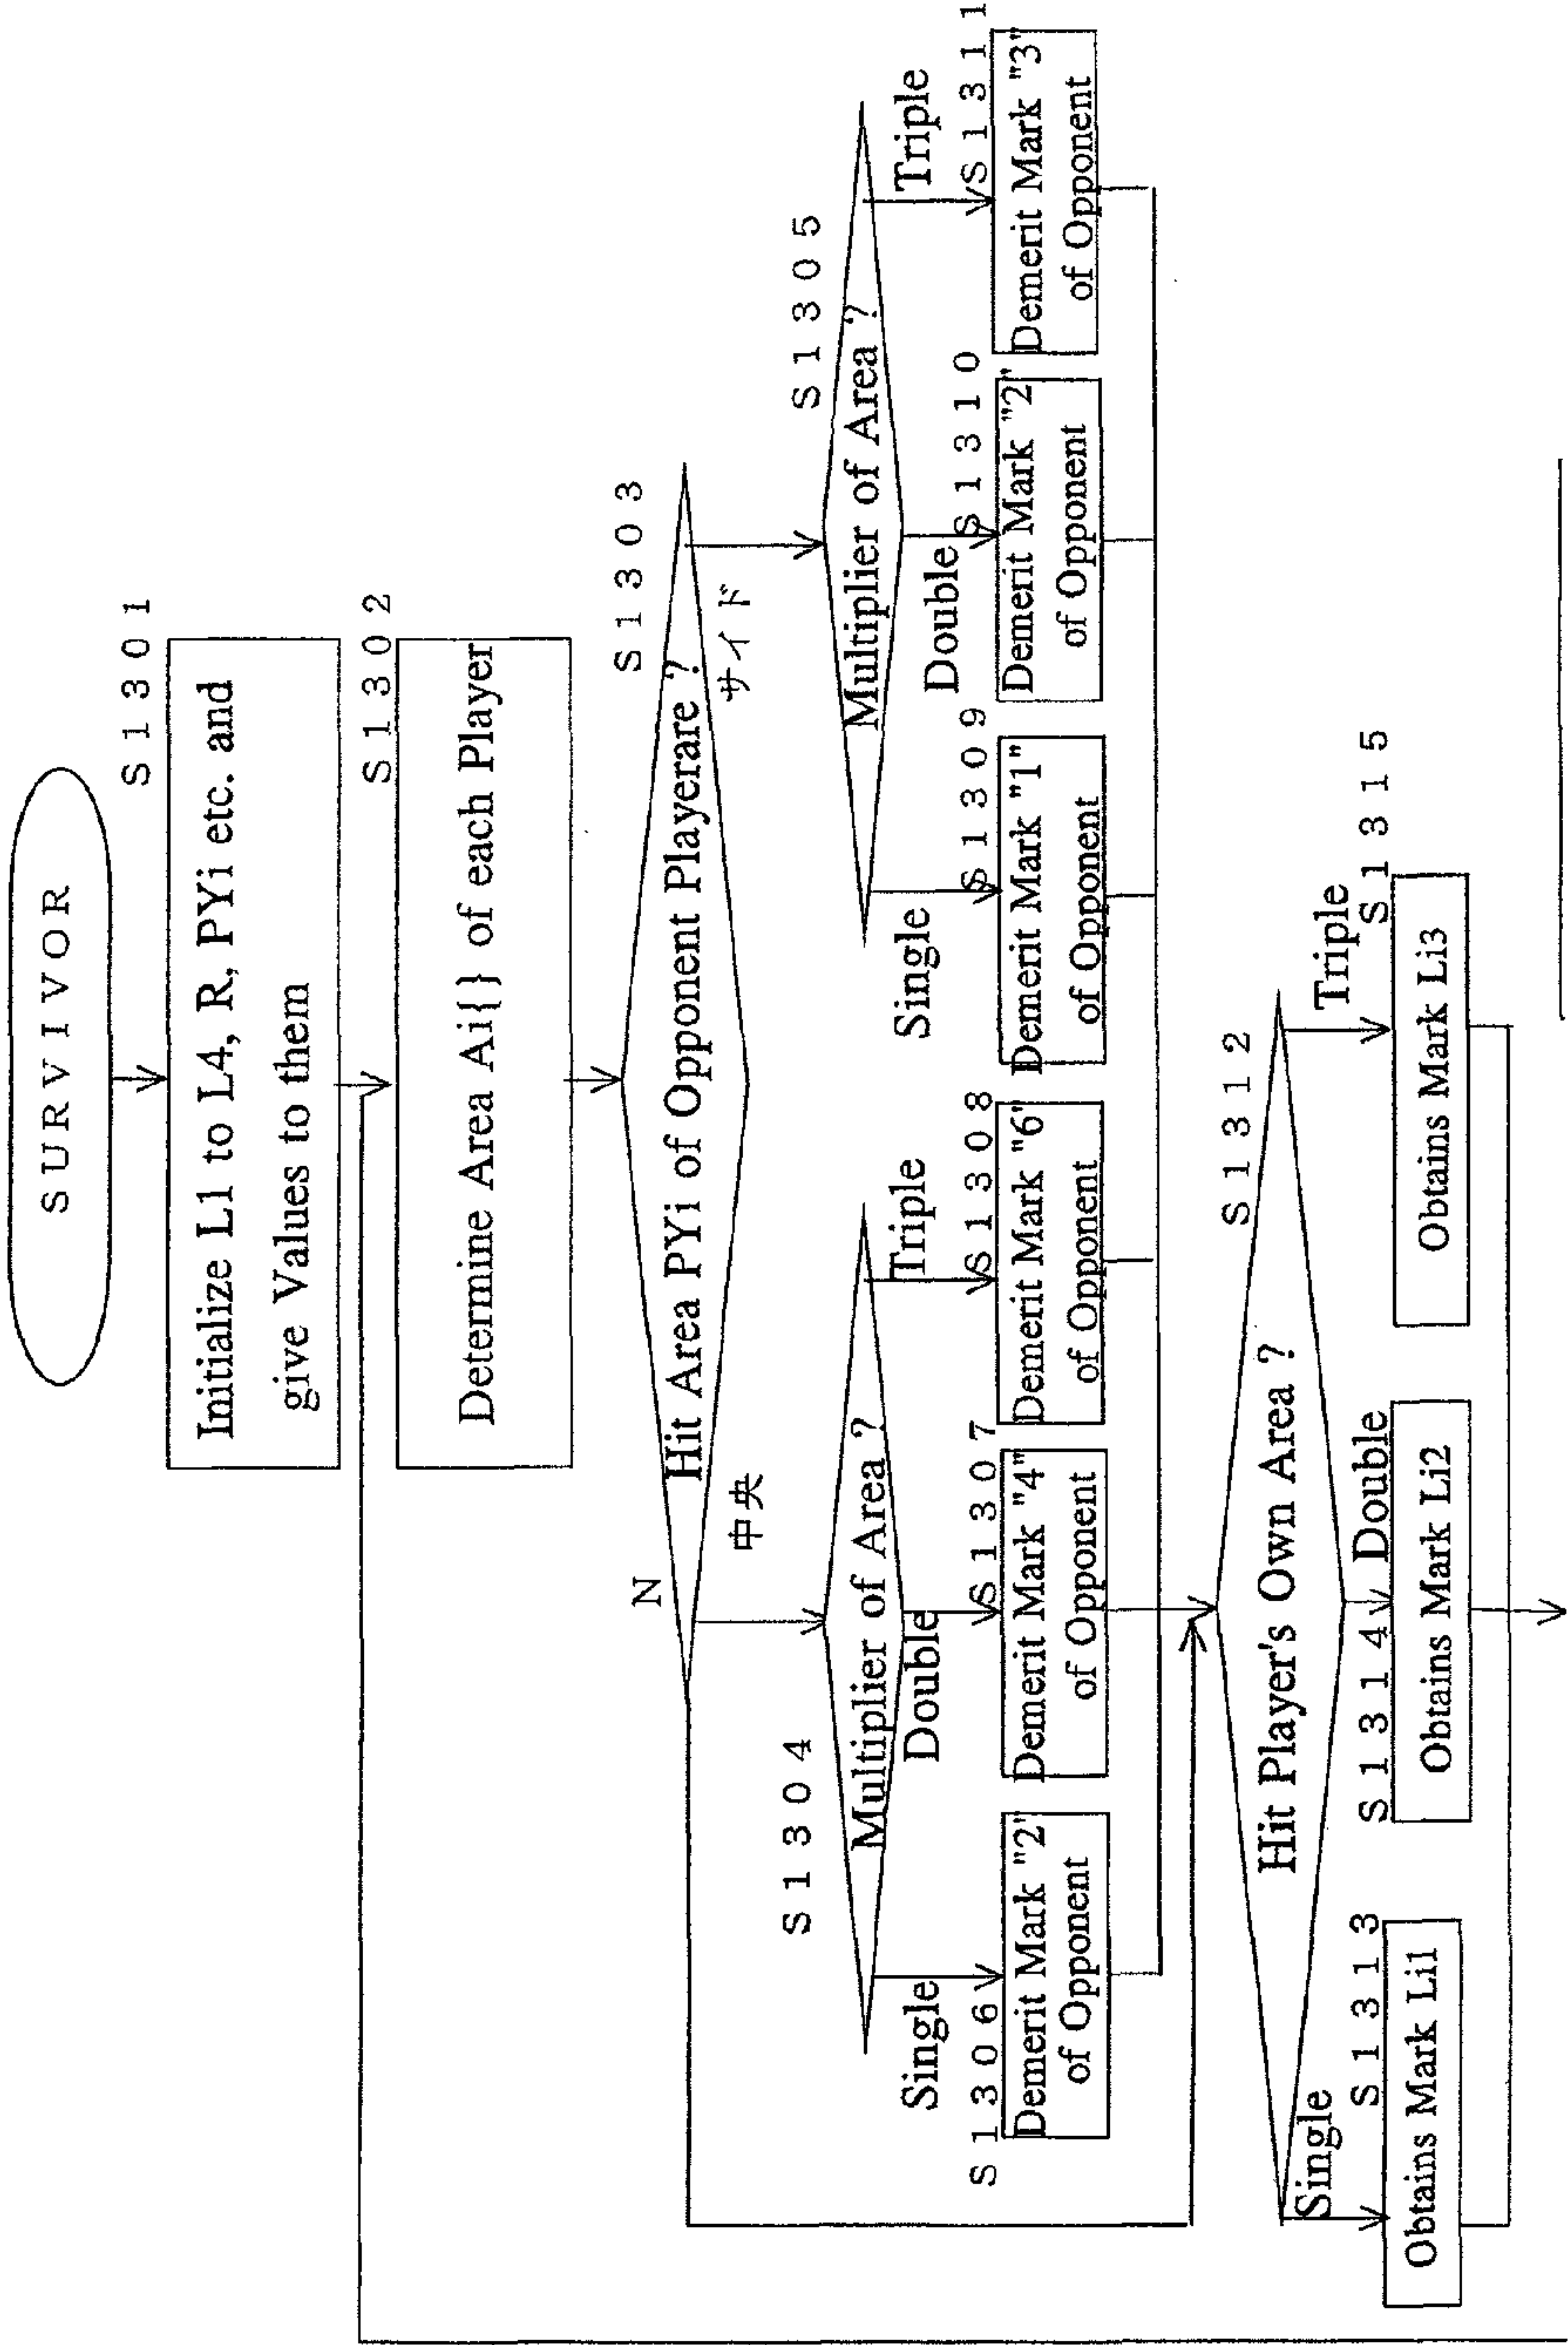 SURVIVOR
S1301
Initialize L1 to L4, R, PYi etc. and
give Values to them
S1302
Determine Area Ai{} of each Player
S1303
Hit Area PYi of Opponent Playerare ?
N
中央
サイド
S1304
Multiplier of Area ?
S1305
Multiplier of Area ?
Single
Double
Triple
Single
Double
Triple
S1306
Demerit Mark "2"
of Opponent
S1307
Demerit Mark "4"
of Opponent
S1308
Demerit Mark "6"
of Opponent
S1309
Demerit Mark "1"
of Opponent
S1310
Demerit Mark "2"
of Opponent
S1311
Demerit Mark "3"
of Opponent
S1312
Hit Player's Own Area ?
Single
Double
Triple
S1313
Obtains Mark Li1
S1314
Obtains Mark Li2
S1315
Obtains Mark Li3